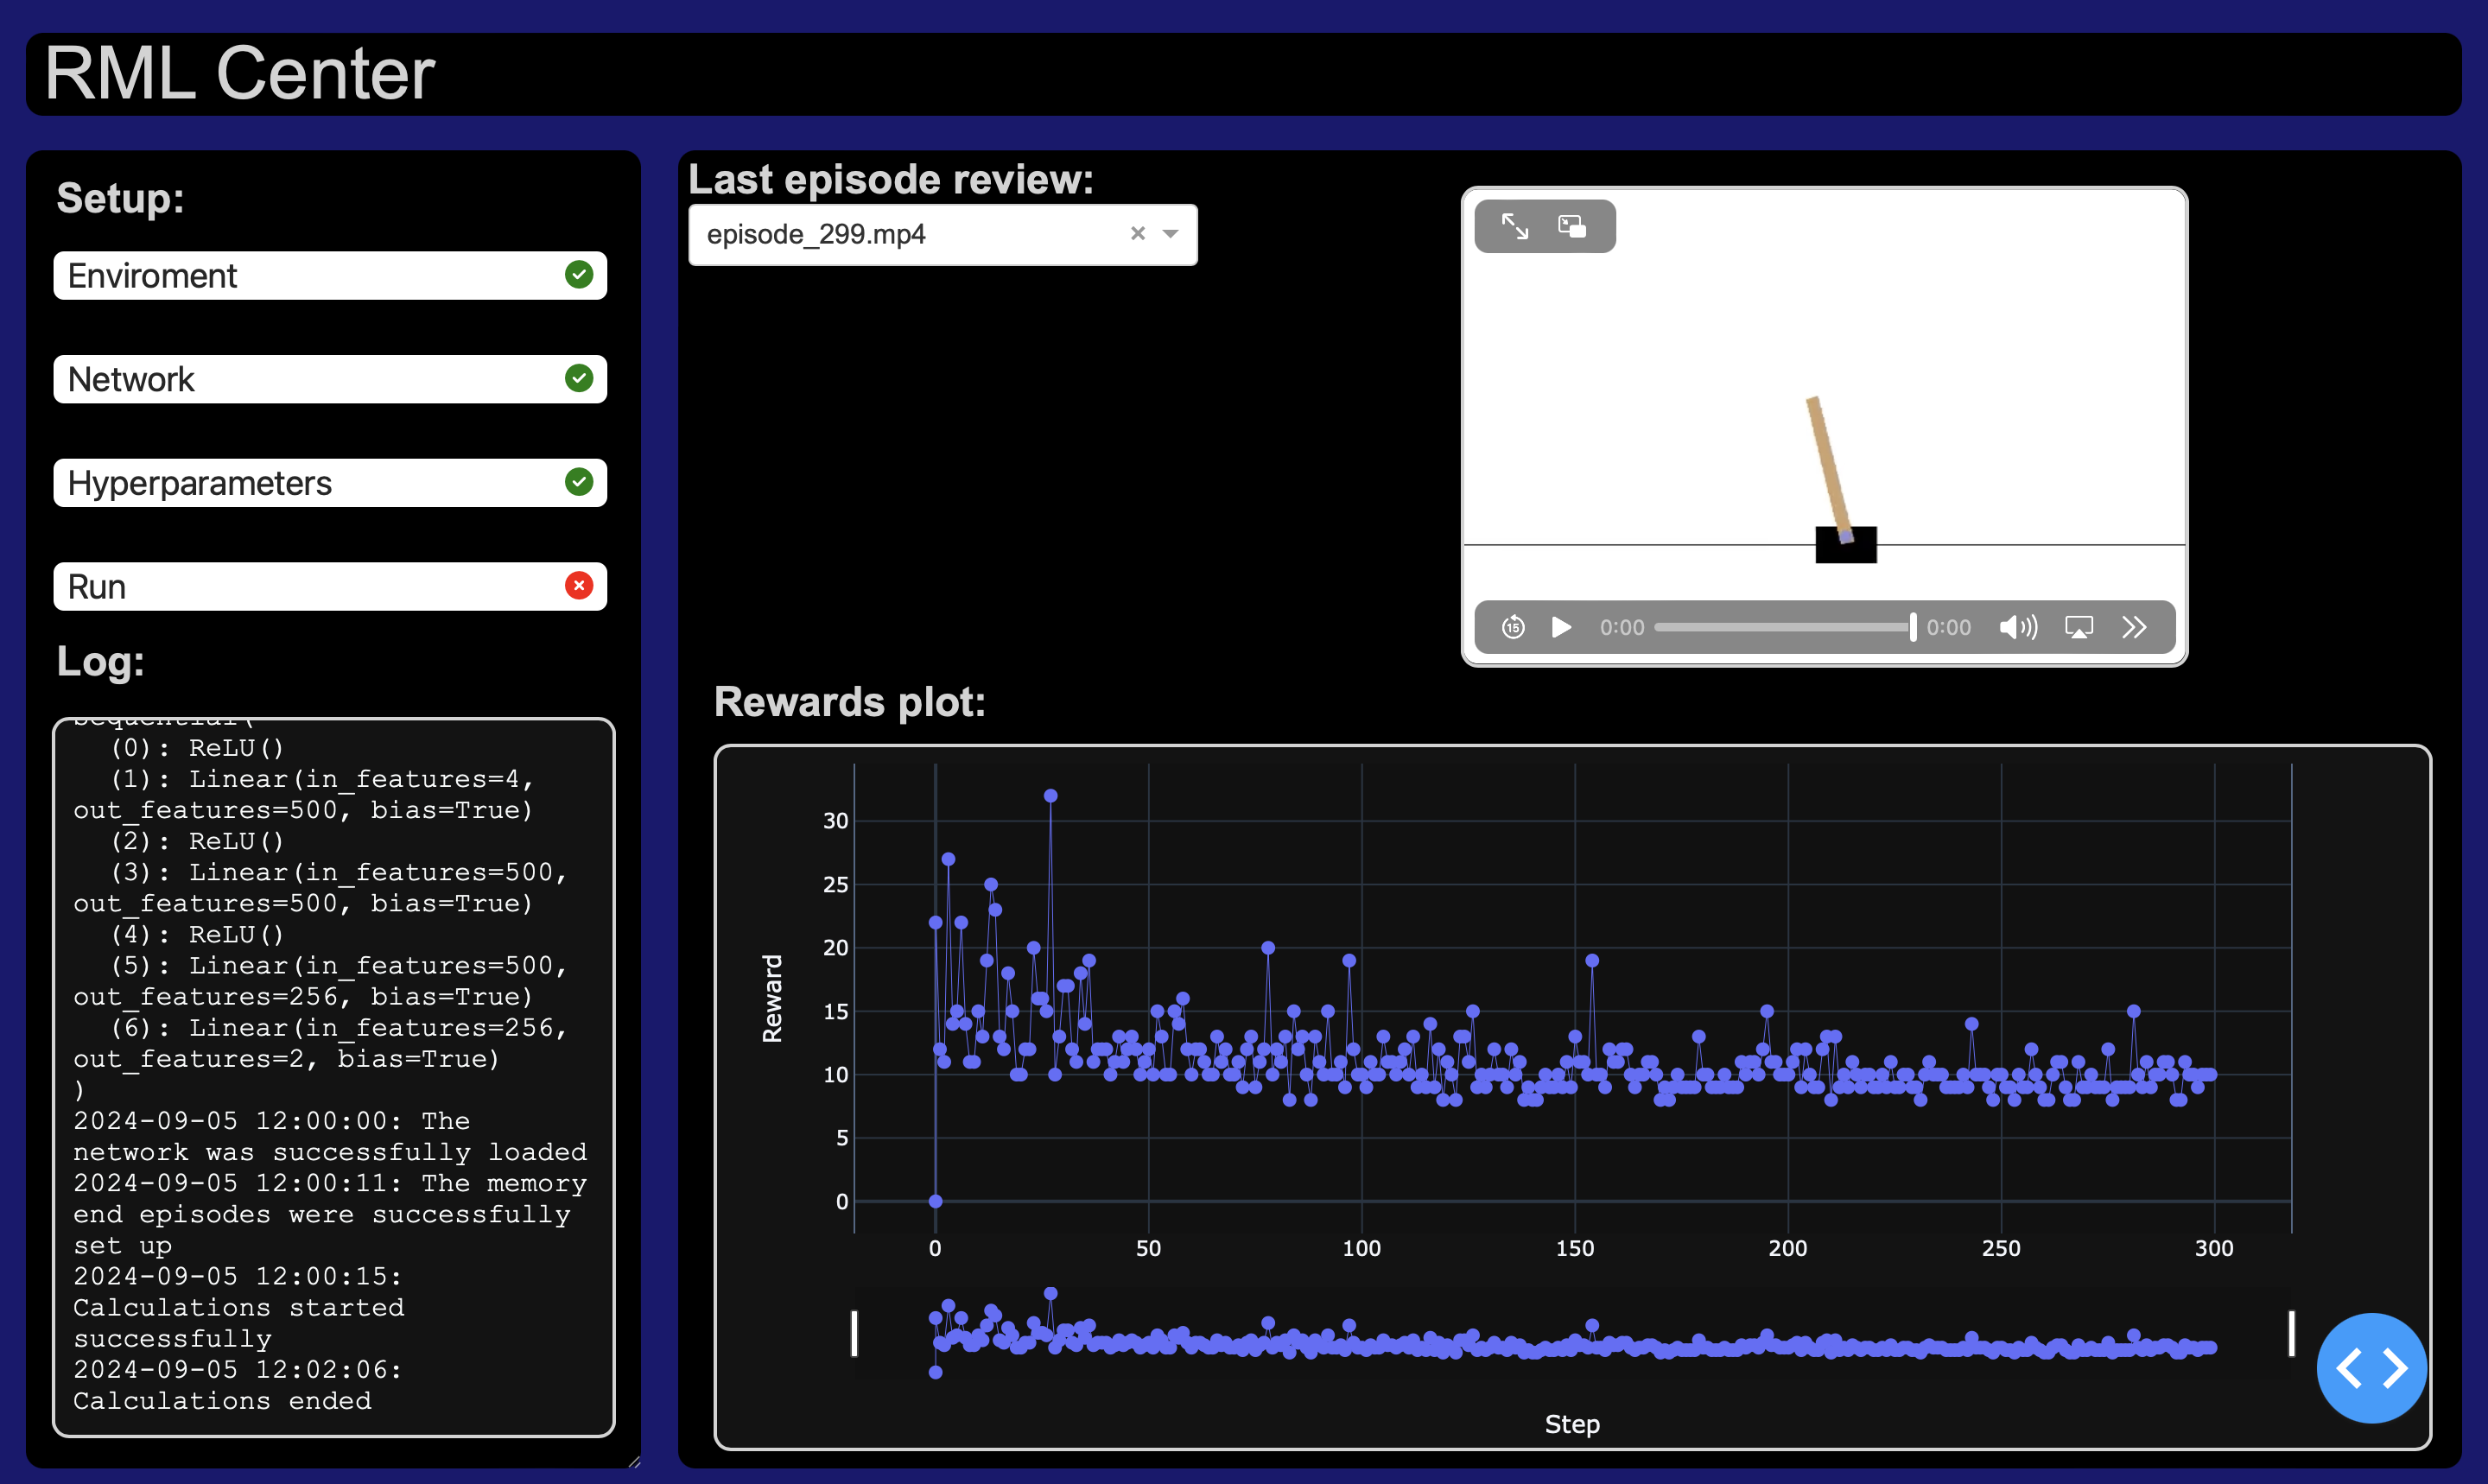 RML Center
Setup:
Enviroment
Network
Hyperparameters
Run
Log:
Sequential(
(0): ReLU()
(1): Linear(in_features=4,
out_features=500, bias=True)
(2): ReLU()
(3): Linear(in_features=500,
out_features=500, bias=True)
(4): ReLU()
(5): Linear(in_features=500,
out_features=256, bias=True)
(6): Linear(in_features=256,
out_features=2, bias=True)
)
2024-09-05 12:00:00: The
network was successfully loaded
2024-09-05 12:00:11: The memory
end episodes were successfully
set up
2024-09-05 12:00:15:
Calculations started
successfully
2024-09-05 12:02:06:
Calculations ended
Last episode review:
episode_299.mp4
15
0:00
0:00
Rewards plot:
Reward
30
25
20
15
10
5
0
0 50 100 150 200 250 300
Step